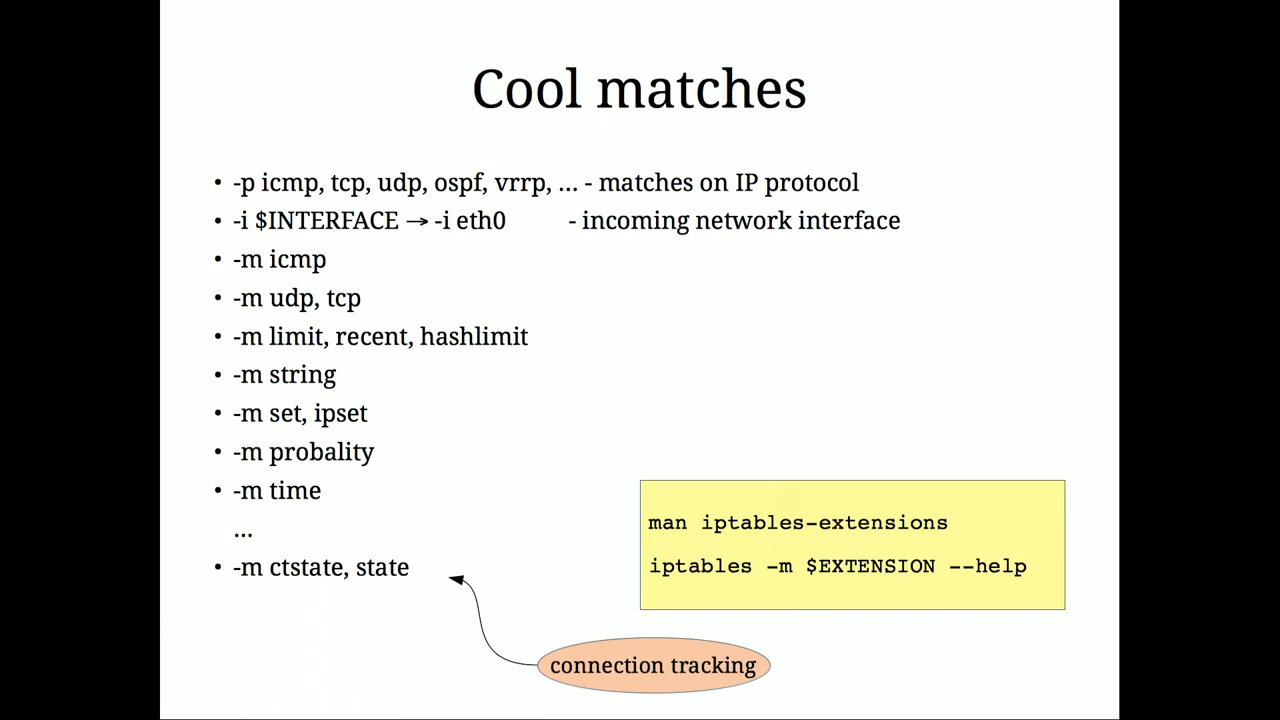 Cool matches
• -p icmp, tcp, udp, ospf, vrrp, ... - matches on IP protocol
• -i $INTERFACE → -i eth0 - incoming network interface
• -m icmp
• -m udp, tcp
• -m limit, recent, hashlimit
• -m string
• -m set, ipset
• -m probality
• -m time
...
• -m ctstate, state
man iptables-extensions
iptables -m $EXTENSION --help
connection tracking